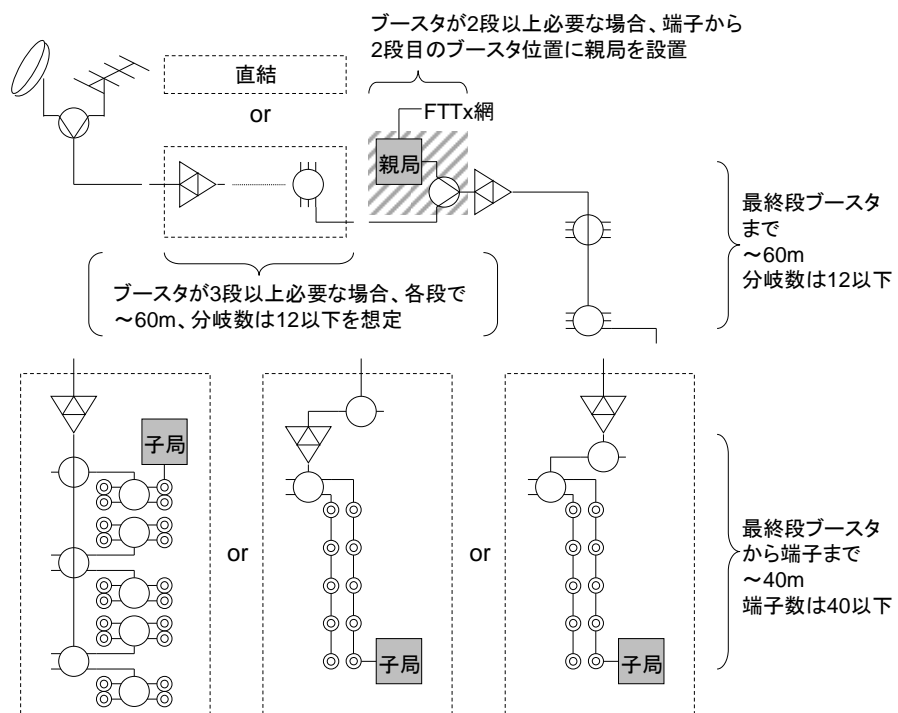 ブースタが2段以上必要な場合、端子から
2段目のブースタ位置に親局を設置
直結
or
FTTx網
親局
最終段ブースタ
まで
～60m
分岐数は12以下
ブースタが3段以上必要な場合、各段で
～60m、分岐数は12以下を想定
子局
or
子局
or
子局
最終段ブースタ
から端子まで
～40m
端子数は40以下